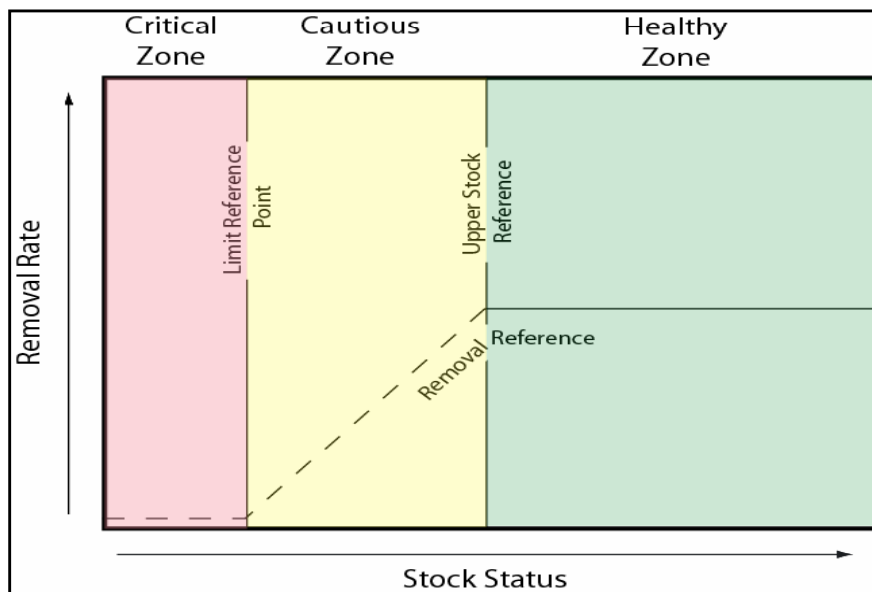 Critical
Zone
Cautious
Zone
Healthy
Zone
Removal Rate
Limit Reference
Point
Upper Stock
Reference
Removal Reference
Stock Status